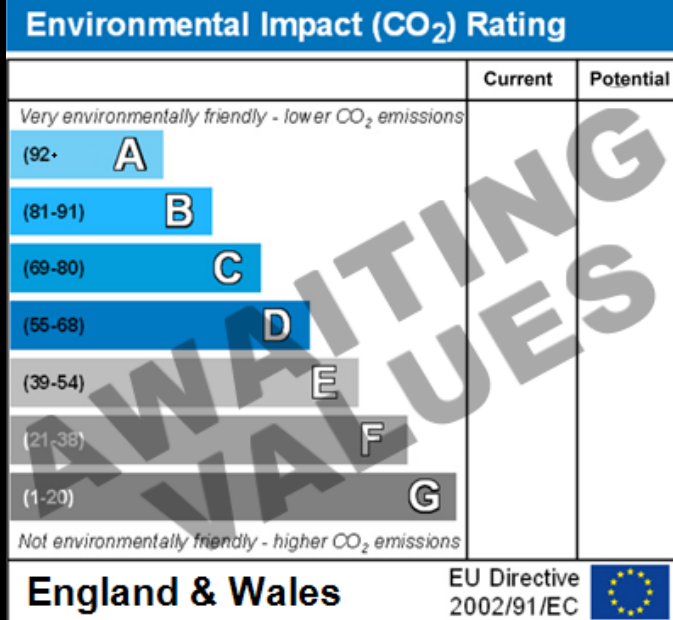 Environmental Impact (CO₂) Rating
Current Potential
Very environmentally friendly - lower CO₂ emissions
(92+ A
(81-91) B
(69-80) C
(55-68) D
(39-54) E
(21-38) F
(1-20) G
AWAITING
VALUES
Not environmentally friendly - higher CO₂ emissions
England & Wales
EU Directive
2002/91/EC